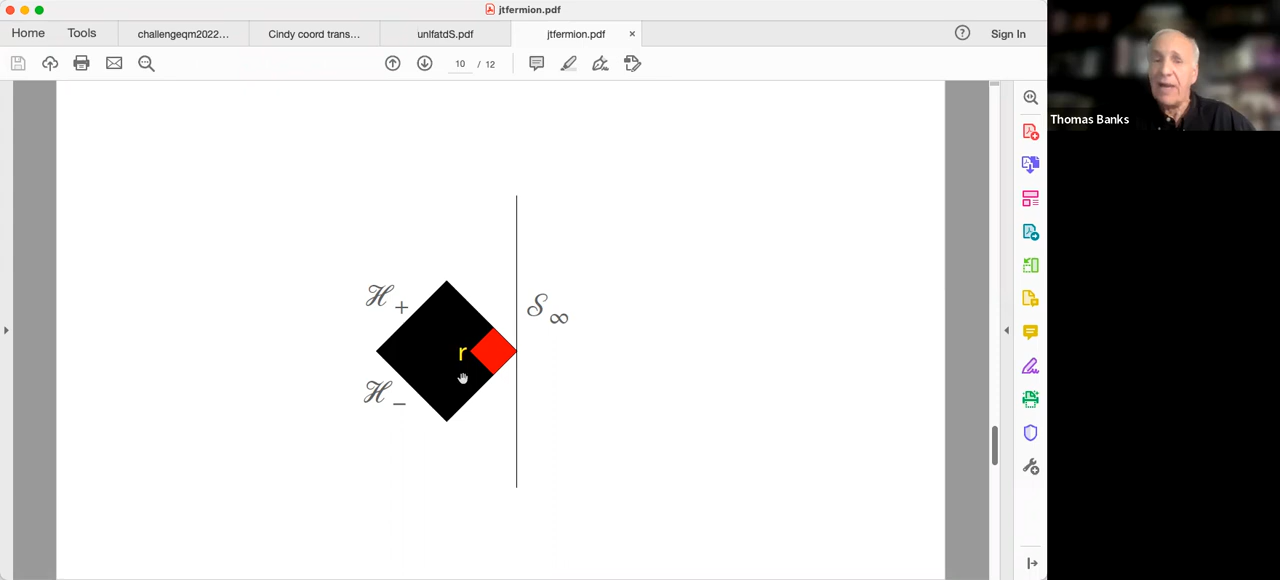 jtfermion.pdf
Home Tools challengeqm2022... Cindy coord trans... unlfatdS.pdf jtfermion.pdf × ? Sign In
10 / 12
Thomas Banks
ℋ+
𝒮∞
r
ℋ−